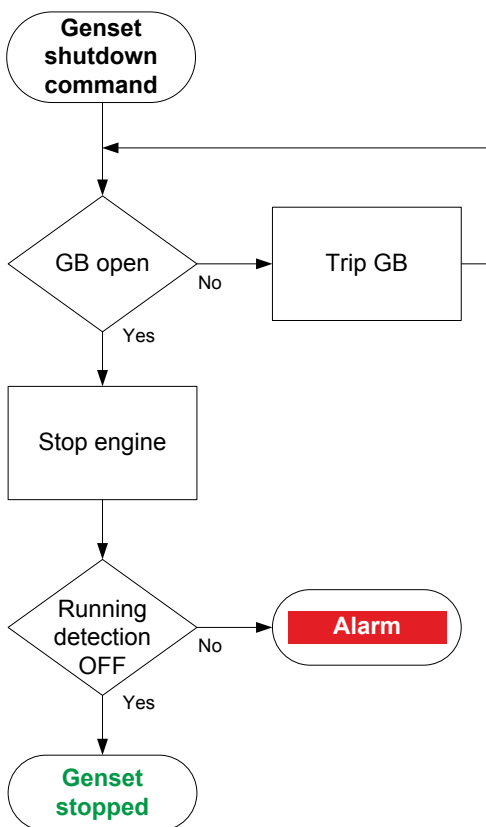 Genset
shutdown
command
GB open
No
Trip GB
Yes
Stop engine
Running
detection
OFF
No
Alarm
Yes
Genset
stopped